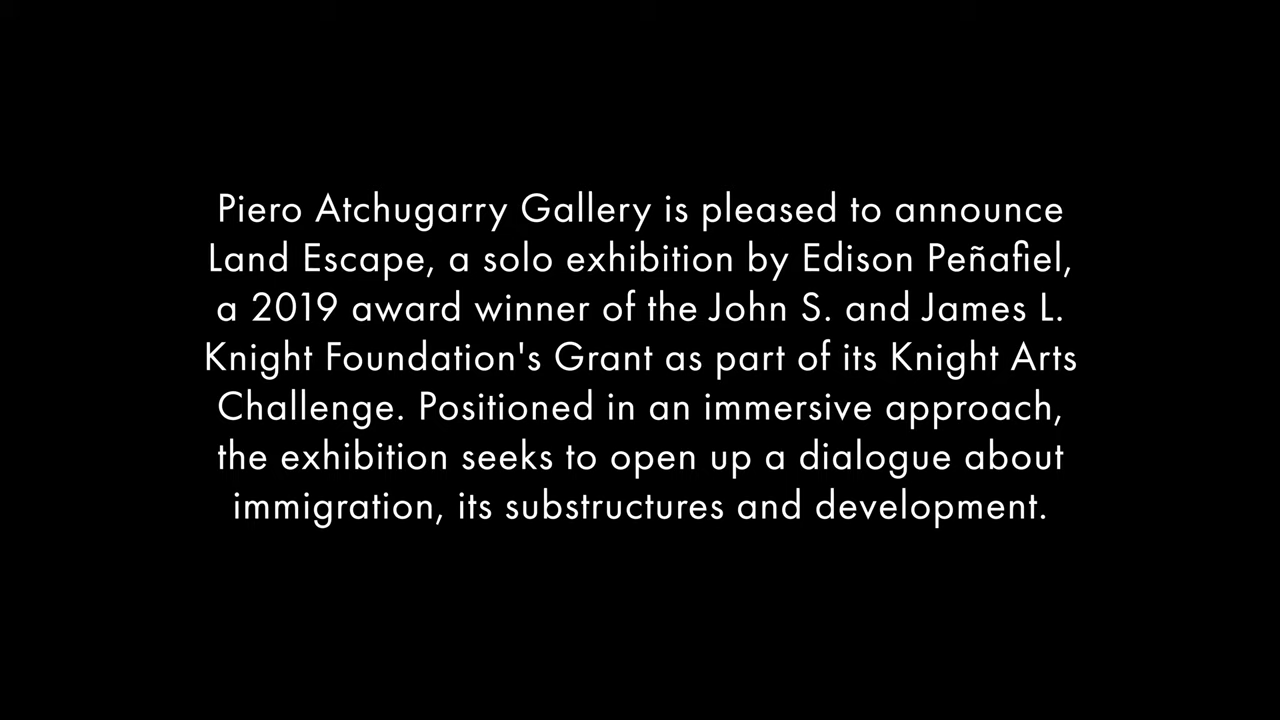 Piero Atchugarry Gallery is pleased to announce
Land Escape, a solo exhibition by Edison Peñafiel,
a 2019 award winner of the John S. and James L.
Knight Foundation's Grant as part of its Knight Arts
Challenge. Positioned in an immersive approach,
the exhibition seeks to open up a dialogue about
immigration, its substructures and development.